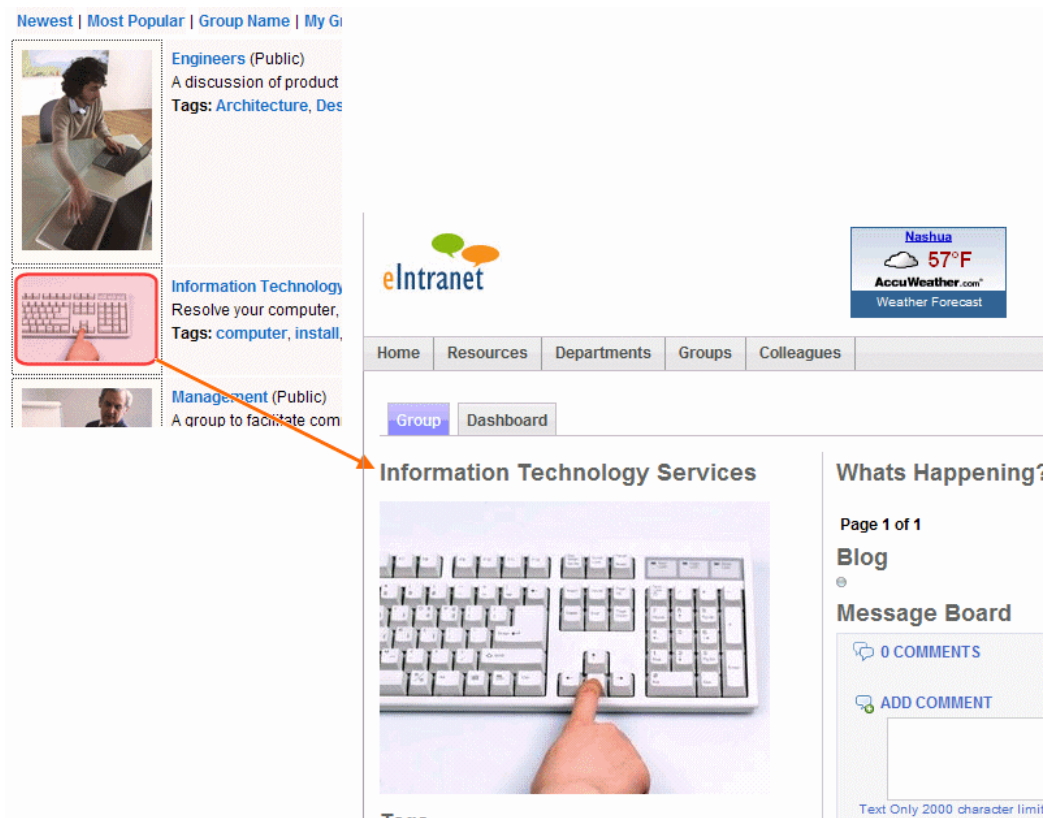 Newest | Most Popular | Group Name | My Gr
Engineers (Public)
A discussion of product
Tags: Architecture, Des
Information Technology
Resolve your computer,
Tags: computer, install,
Management (Public)
A group to facilitate com
eIntranet
Nashua
57°F
AccuWeather.com
Weather Forecast
Home Resources Departments Groups Colleagues
Group Dashboard
Information Technology Services
Whats Happening?
Page 1 of 1
Blog
Message Board
0 COMMENTS
ADD COMMENT
Text Only 2000 character limit
Tags